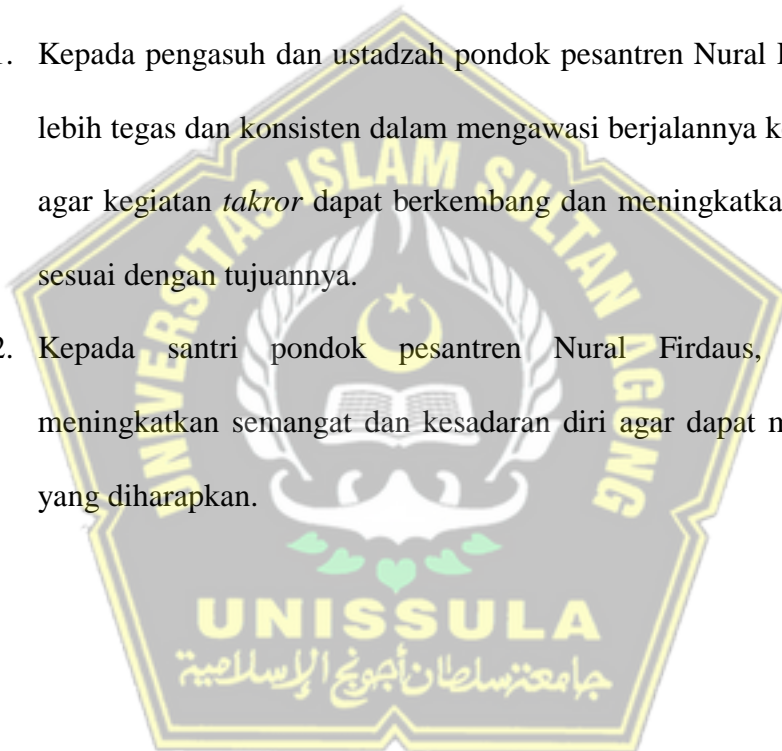 1. Kepada pengasuh dan ustadzah pondok pesantren Nural
lebih tegas dan konsisten dalam mengawasi berjalannya
agar kegiatan takror dapat berkembang dan
sesuai dengan tujuannya.
2. Kepada santri pondok pesantren Nural Firdaus,
meningkatkan semangat dan kesadaran diri agar dapat
yang diharapkan.
UNIVERSITAS ISLAM SULTAN AGUNG
UNISSULA
جامعة سلطان أجونج الإسلامية